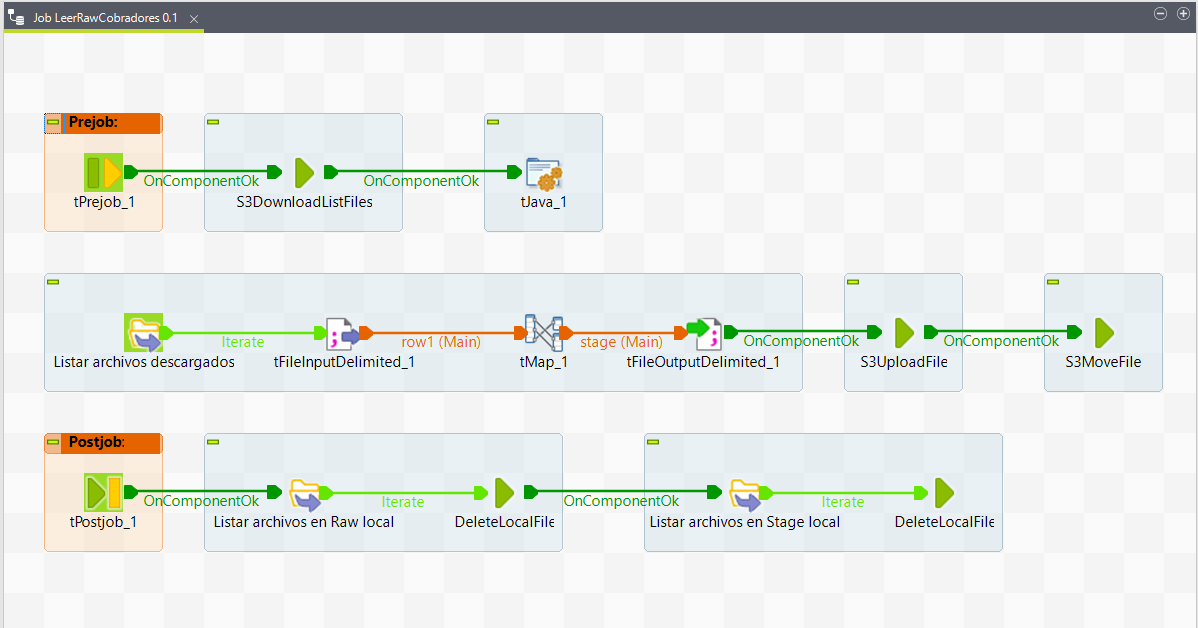 Job LeerRawCobradores 0.1
Prejob:
OnComponentOk
OnComponentOk
tPrejob_1
S3DownloadListFiles
tJava_1
Iterate
row1 (Main)
stage (Main)
OnComponentOk
OnComponentOk
Listar archivos descargados
tFileInputDelimited_1
tMap_1
tFileOutputDelimited_1
S3UploadFile
S3MoveFile
Postjob:
OnComponentOk
Iterate
OnComponentOk
Iterate
tPostjob_1
Listar archivos en Raw local
DeleteLocalFile
Listar archivos en Stage local
DeleteLocalFile